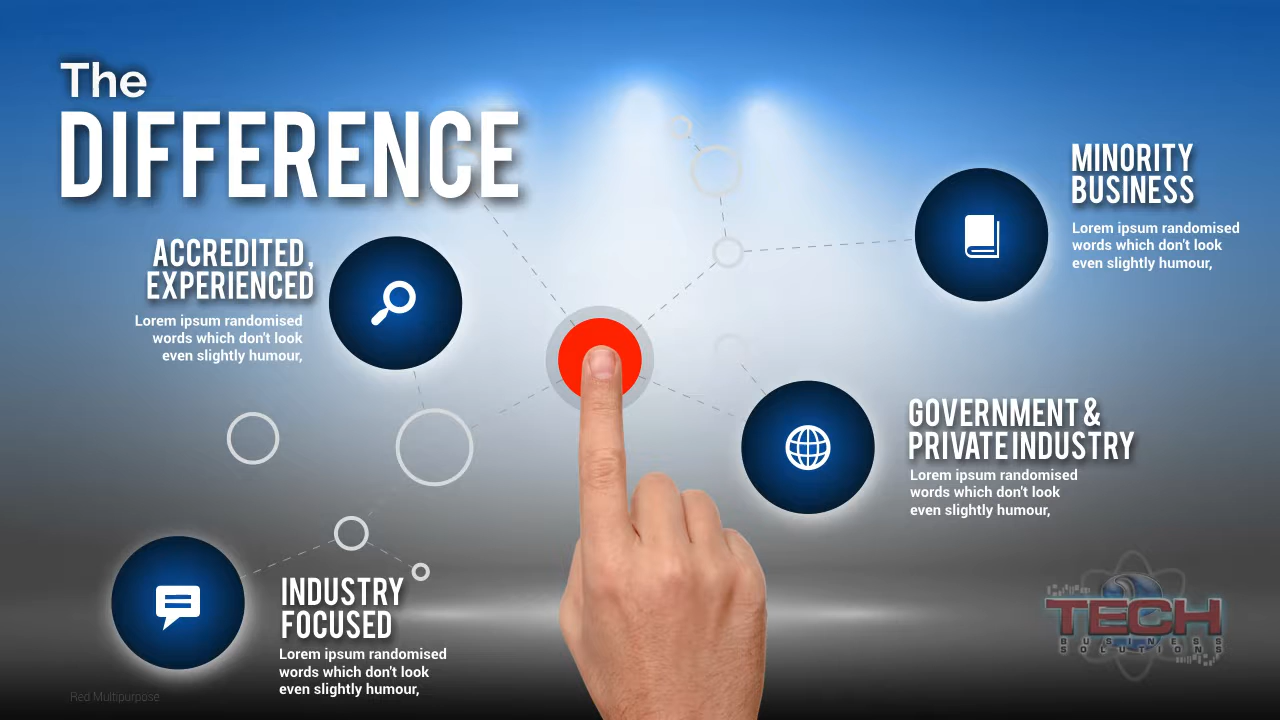 The
DIFFERENCE
ACCREDITED,
EXPERIENCED
Lorem ipsum randomised
words which don't look
even slightly humour,
MINORITY
BUSINESS
Lorem ipsum randomised
words which don't look
even slightly humour,
GOVERNMENT &
PRIVATE INDUSTRY
Lorem ipsum randomised
words which don't look
even slightly humour,
INDUSTRY
FOCUSED
Lorem ipsum randomised
words which don't look
even slightly humour,
TECH
BUSINESS
SOLUTIONS
Red Multipurpose